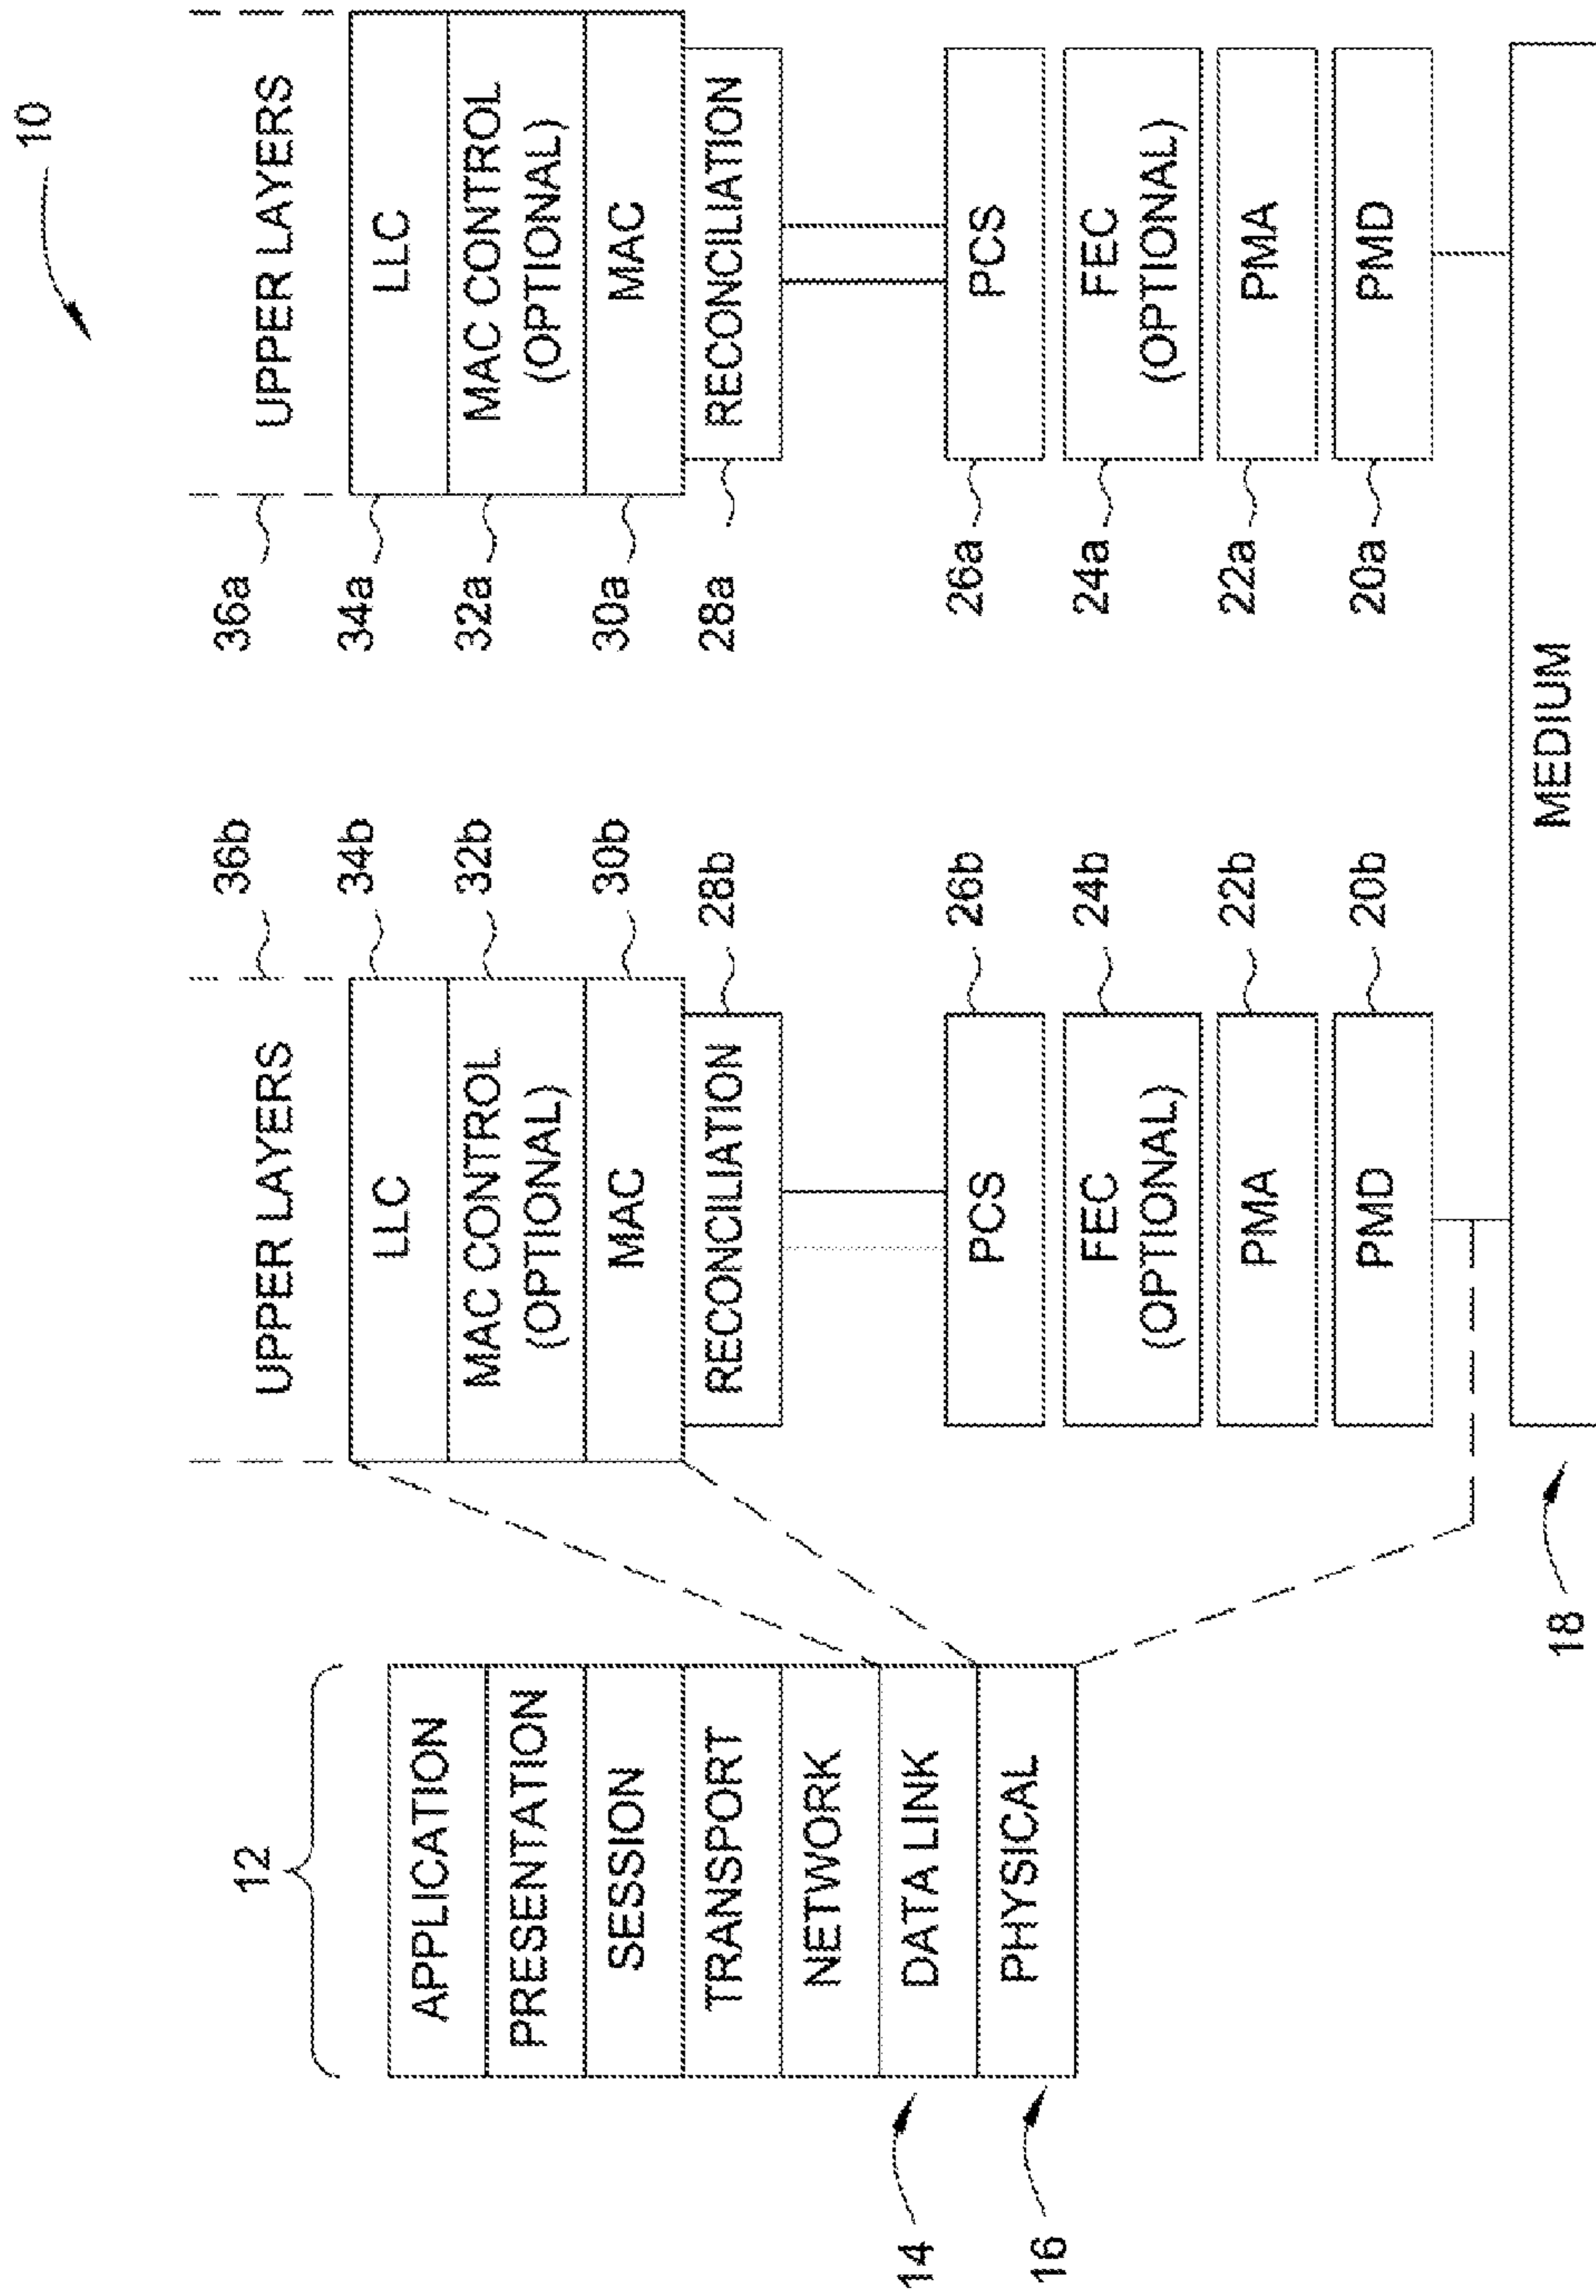 10
12
APPLICATION
PRESENTATION
SESSION
TRANSPORT
NETWORK
DATA LINK
PHYSICAL
14
16
UPPER LAYERS
LLC
MAC CONTROL
(OPTIONAL)
MAC
RECONCILIATION
PCS
FEC
(OPTIONAL)
PMA
PMD
36b
34b
32b
30b
28b
26b
24b
22b
20b
36a
34a
32a
30a
28a
26a
24a
22a
20a
UPPER LAYERS
LLC
MAC CONTROL
(OPTIONAL)
MAC
RECONCILIATION
PCS
FEC
(OPTIONAL)
PMA
PMD
MEDIUM
18